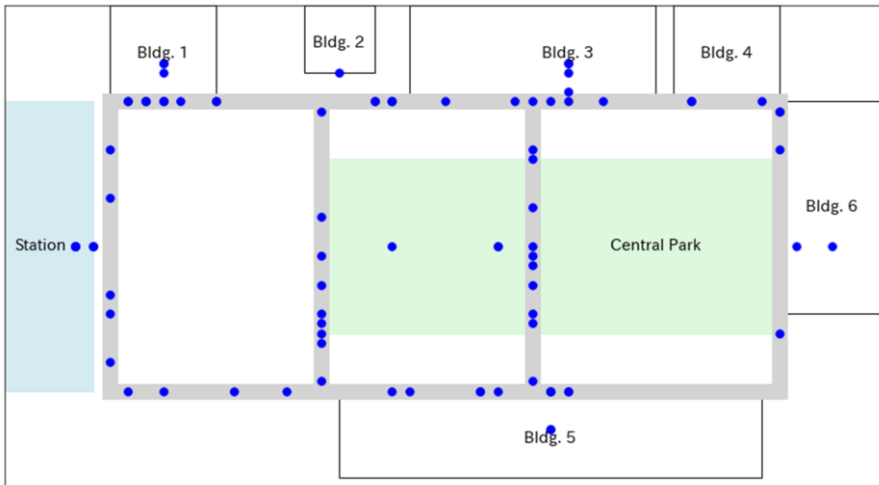 Bldg. 1
Bldg. 2
Bldg. 3
Bldg. 4
Bldg. 6
Station
Central Park
Bldg. 5